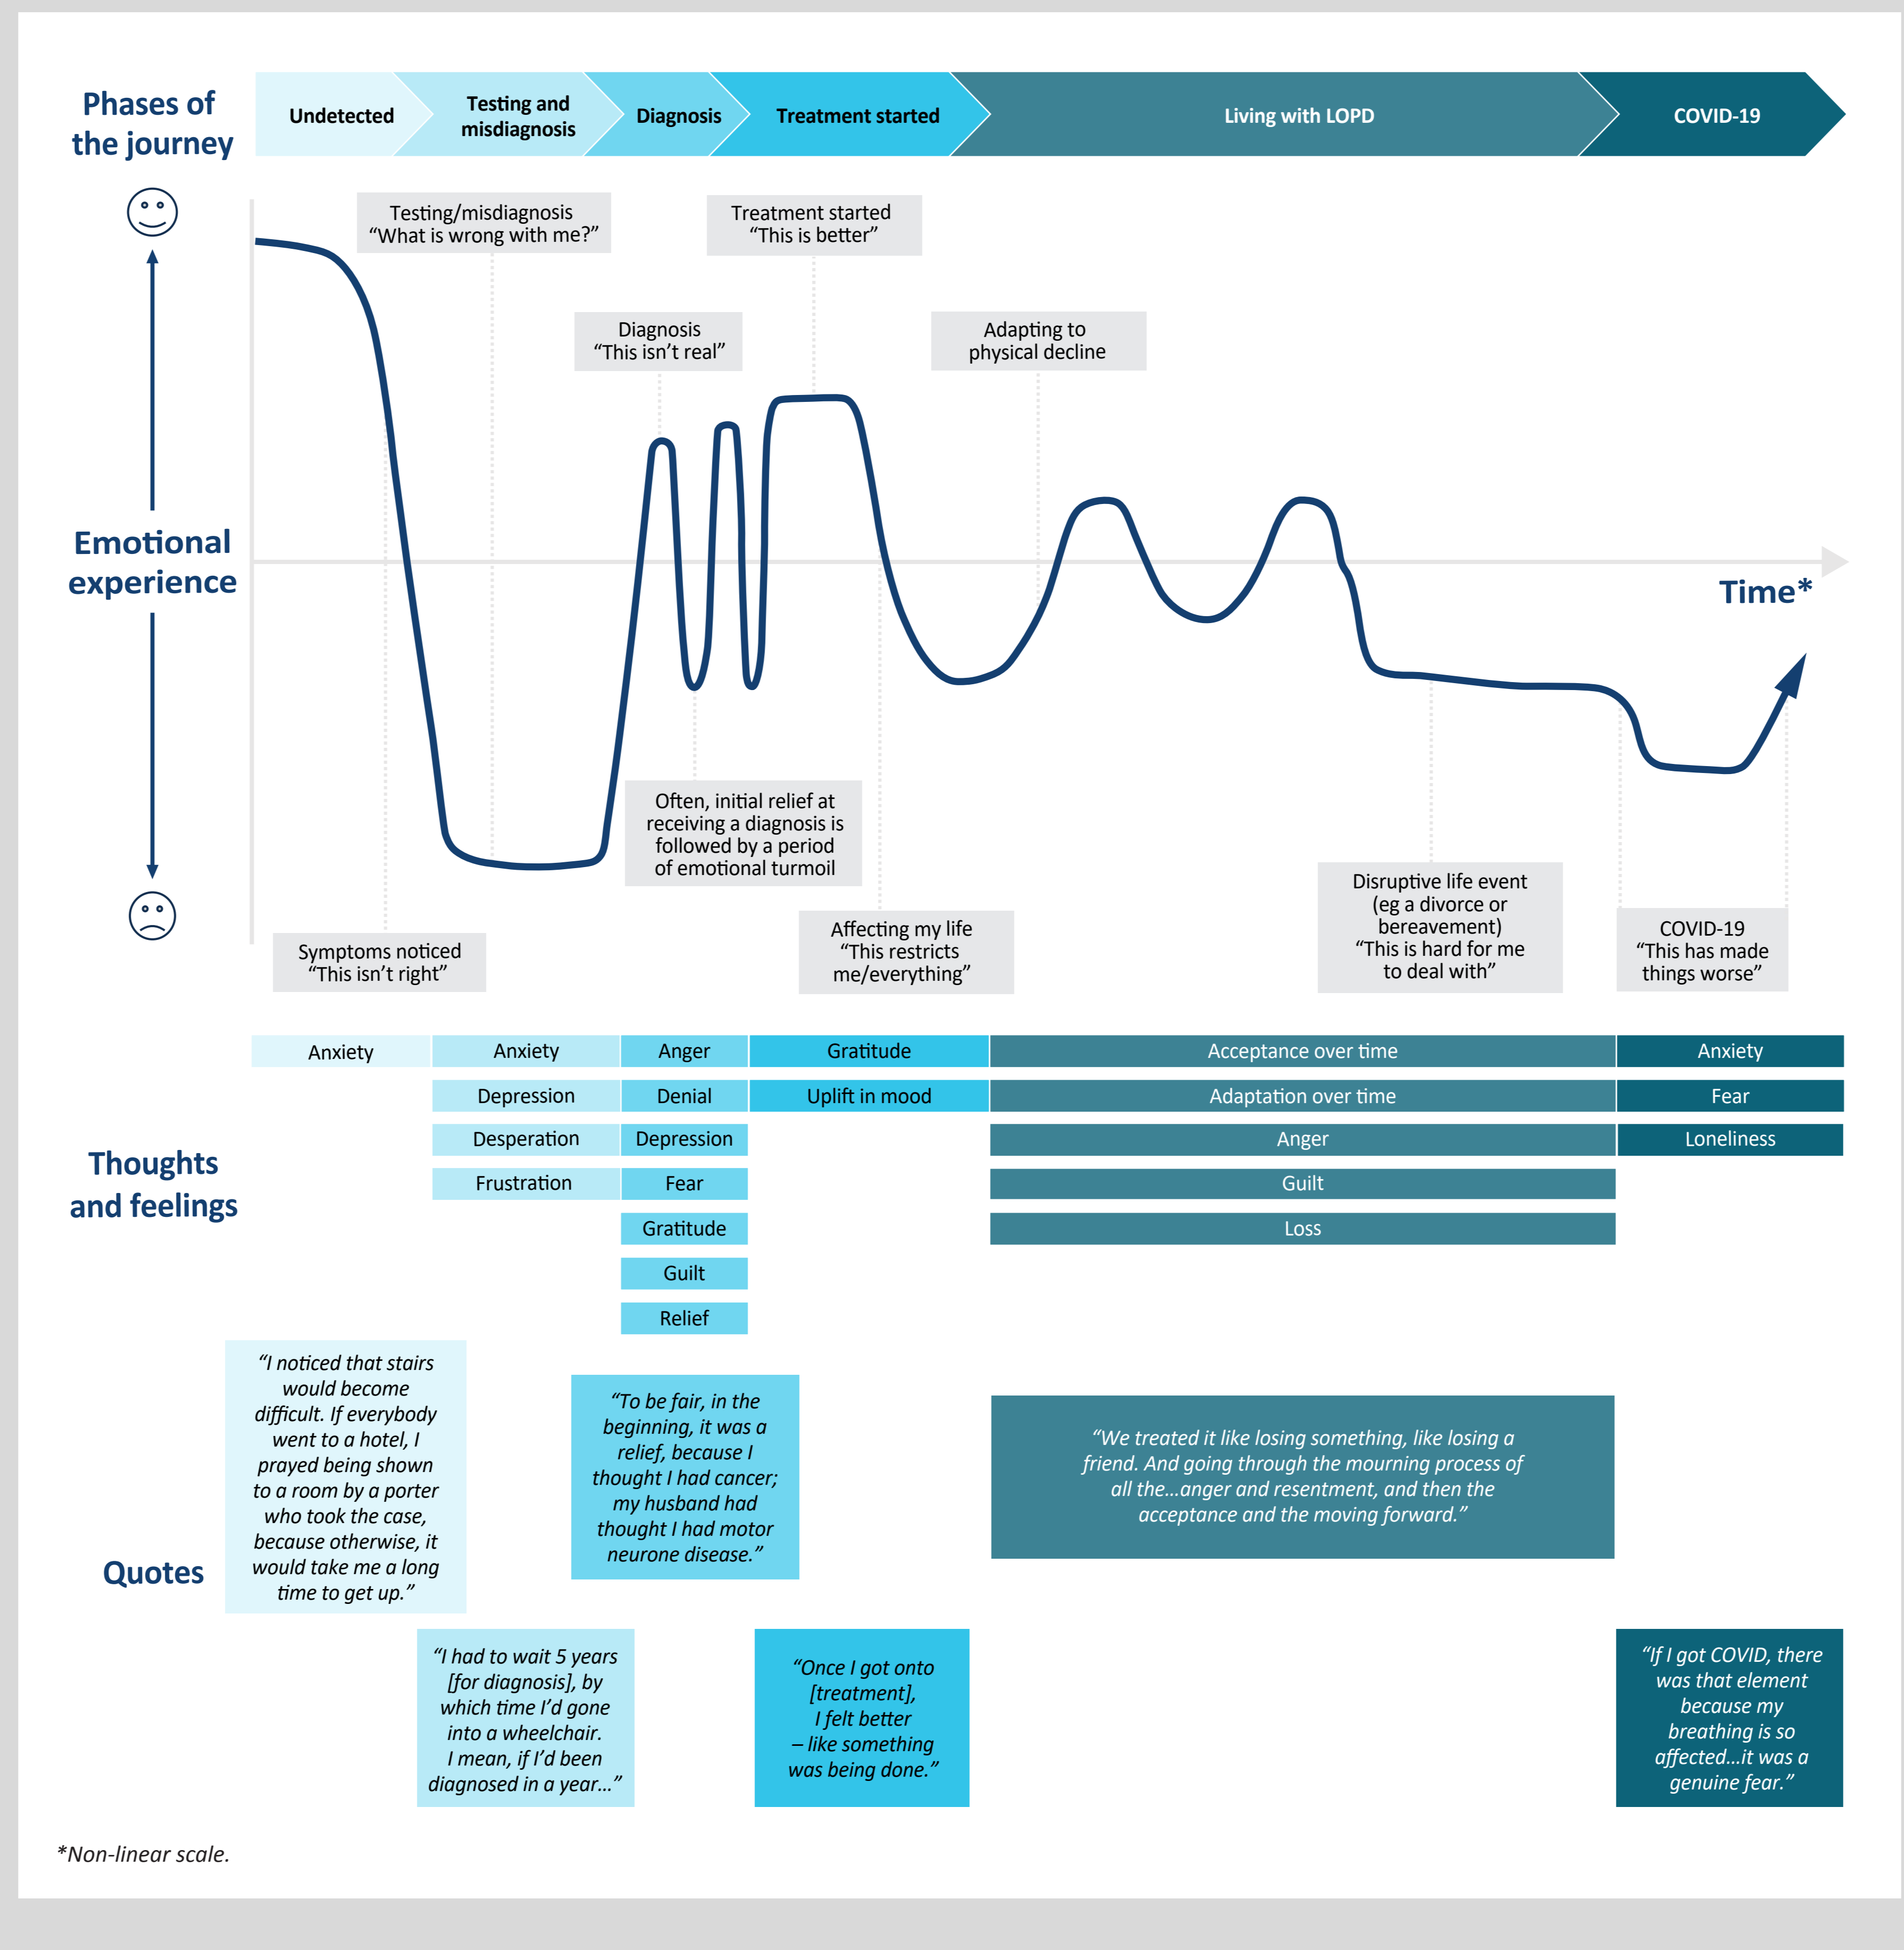 Phases of
the journey
Undetected
Testing and
misdiagnosis
Diagnosis
Treatment started
Living with LOPD
COVID-19
Testing/misdiagnosis
“What is wrong with me?”
Treatment started
“This is better”
Diagnosis
“This isn’t real”
Adapting to
physical decline
Emotional
experience
Time*
Often, initial relief at
receiving a diagnosis is
followed by a period
of emotional turmoil
Symptoms noticed
“This isn’t right”
Affecting my life
“This restricts
me/everything”
Disruptive life event
(eg a divorce or
bereavement)
“This is hard for me
to deal with”
COVID-19
“This has made
things worse”
Thoughts
and feelings
Anxiety
Anxiety
Depression
Desperation
Frustration
Anger
Denial
Depression
Fear
Gratitude
Guilt
Relief
Gratitude
Uplift in mood
Acceptance over time
Adaptation over time
Anger
Guilt
Loss
Anxiety
Fear
Loneliness
Quotes
“I noticed that stairs
would become
difficult. If everybody
went to a hotel, I
prayed being shown
to a room by a porter
who took the case,
because otherwise, it
would take me a long
time to get up.”
“I had to wait 5 years
[for diagnosis], by
which time I’d gone
into a wheelchair.
I mean, if I’d been
diagnosed in a year…”
“To be fair, in the
beginning, it was a
relief, because I
thought I had cancer;
my husband had
thought I had motor
neurone disease.”
“Once I got onto
[treatment],
I felt better
– like something
was being done.”
“We treated it like losing something, like losing a
friend. And going through the mourning process of
all the…anger and resentment, and then the
acceptance and the moving forward.”
“If I got COVID, there
was that element
because my
breathing is so
affected…it was a
genuine fear.”
*Non-linear scale.